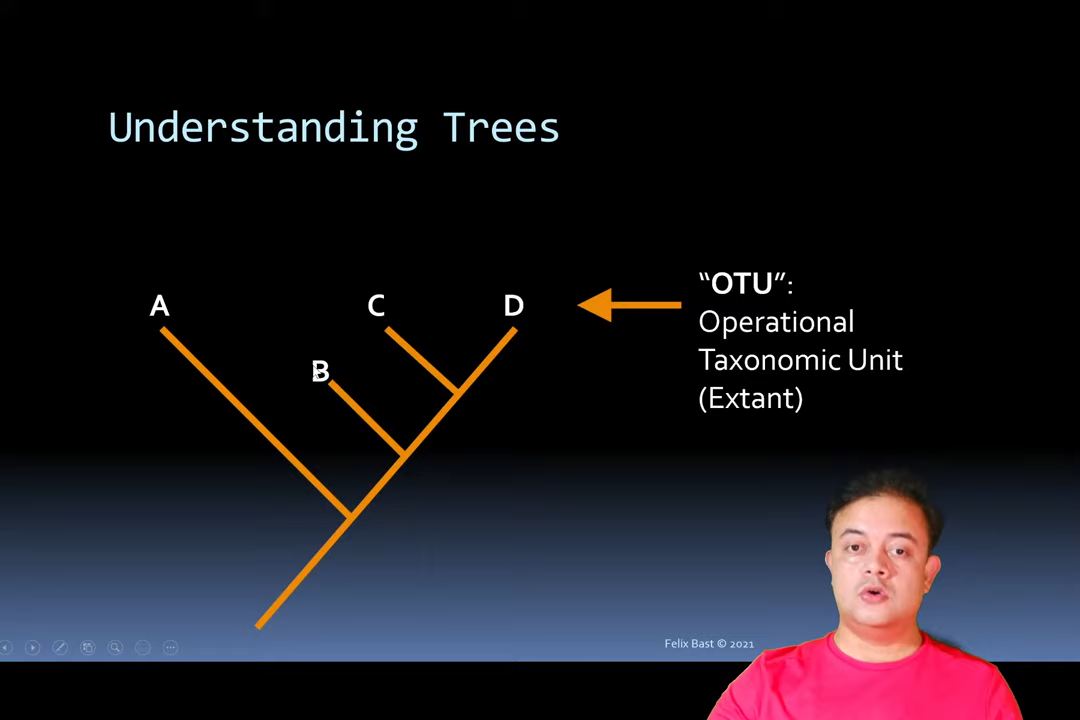 Understanding Trees
A
C
D
B
“OTU”:
Operational
Taxonomic Unit
(Extant)
Felix Bast © 2021